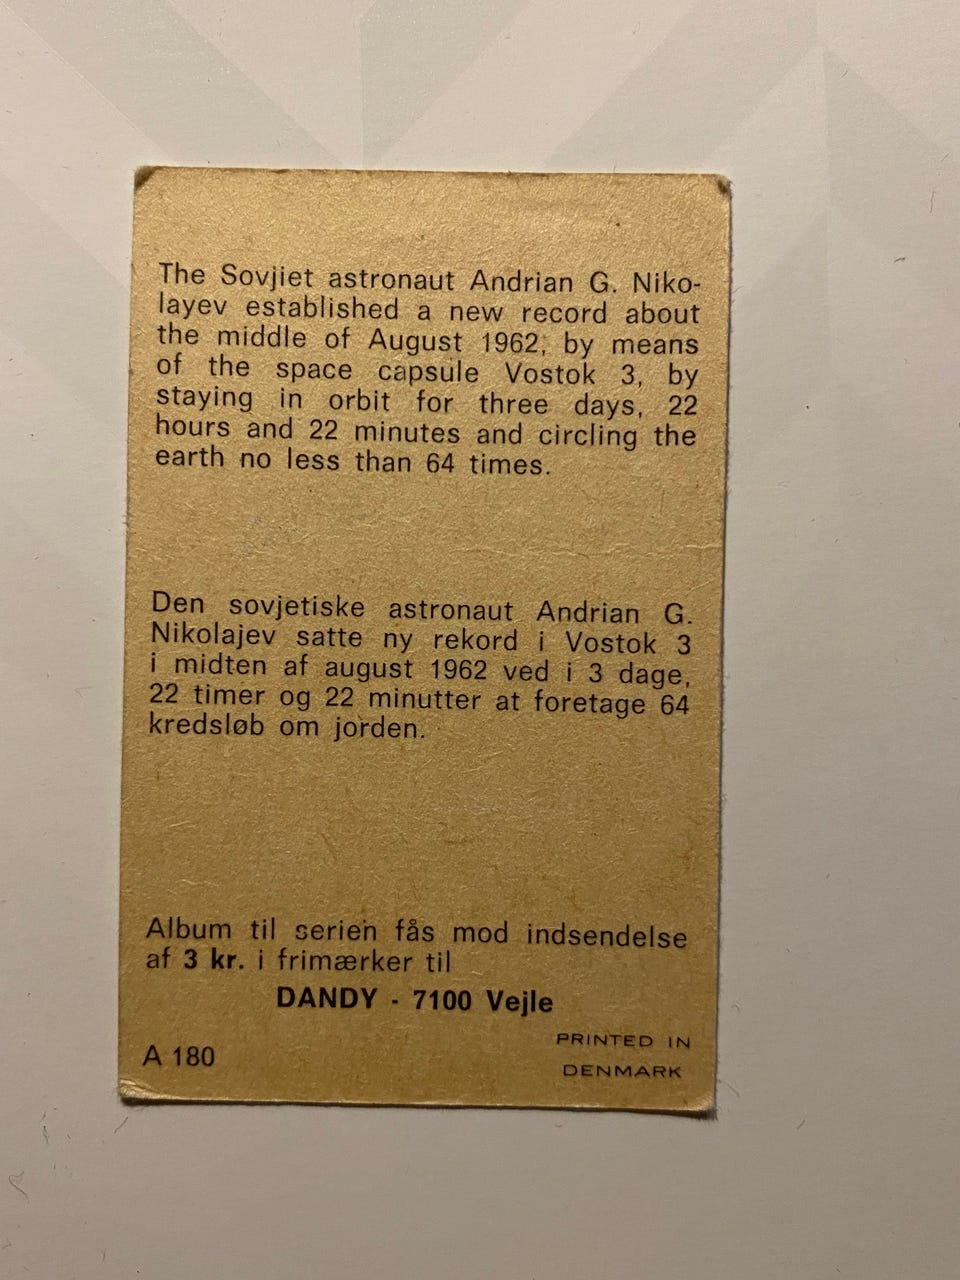 The Sovjiet astronaut Andrian G. Niko-
layev established a new record about
the middle of August 1962, by means
of the space capsule Vostok 3, by
staying in orbit for three days, 22
hours and 22 minutes and circling the
earth no less than 64 times.
Den sovjetiske astronaut Andrian G.
Nikolajev satte ny rekord i Vostok 3
i midten af august 1962 ved i 3 dage,
22 timer og 22 minutter at foretage 64
kredsløb om jorden.
Album til serien fås mod indsendelse
af 3 kr. i frimærker til
DANDY - 7100 Vejle
PRINTED IN
DENMARK
A 180